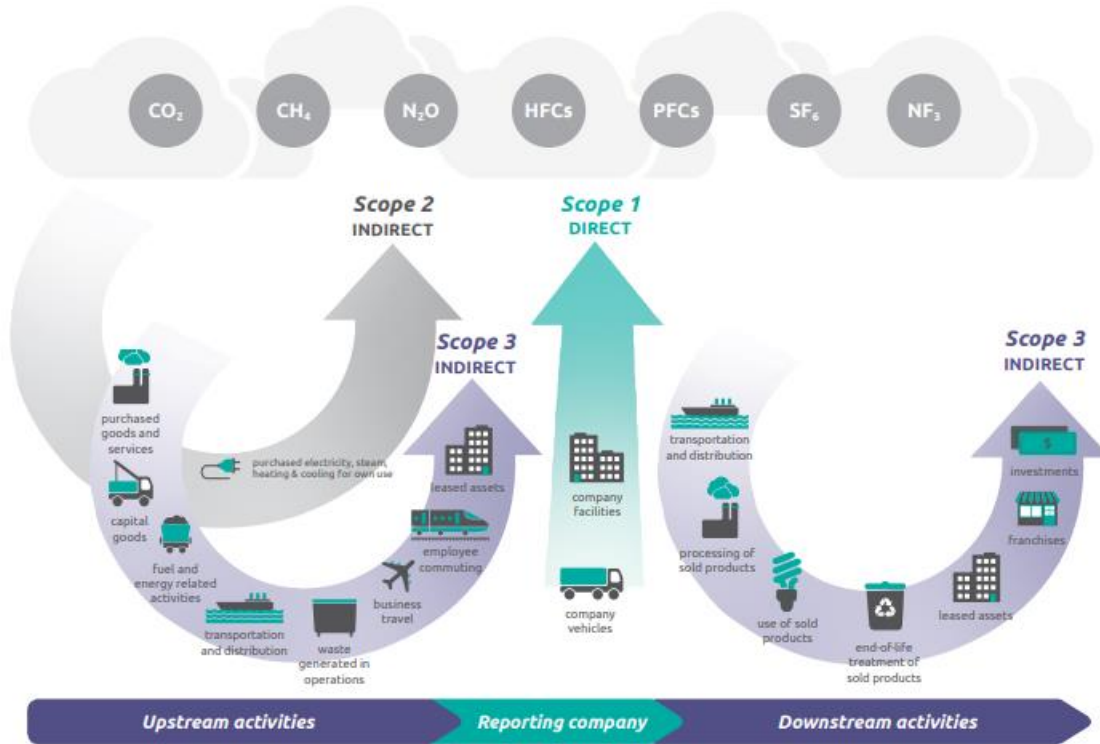 CO₂
CH₄
N₂O
HFCs
PFCs
SF₆
NF₃
Scope 2
INDIRECT
Scope 1
DIRECT
Scope 3
INDIRECT
Scope 3
INDIRECT
purchased
goods and
services
capital
goods
fuel and
energy related
activities
transportation
and distribution
waste
generated in
operations
business
travel
employee
commuting
leased assets
purchased electricity, steam,
heating & cooling for own use
company
facilities
company
vehicles
transportation
and distribution
processing of
sold products
use of sold
products
end-of-life
treatment of
sold products
leased assets
franchises
$
investments
Upstream activities
Reporting company
Downstream activities